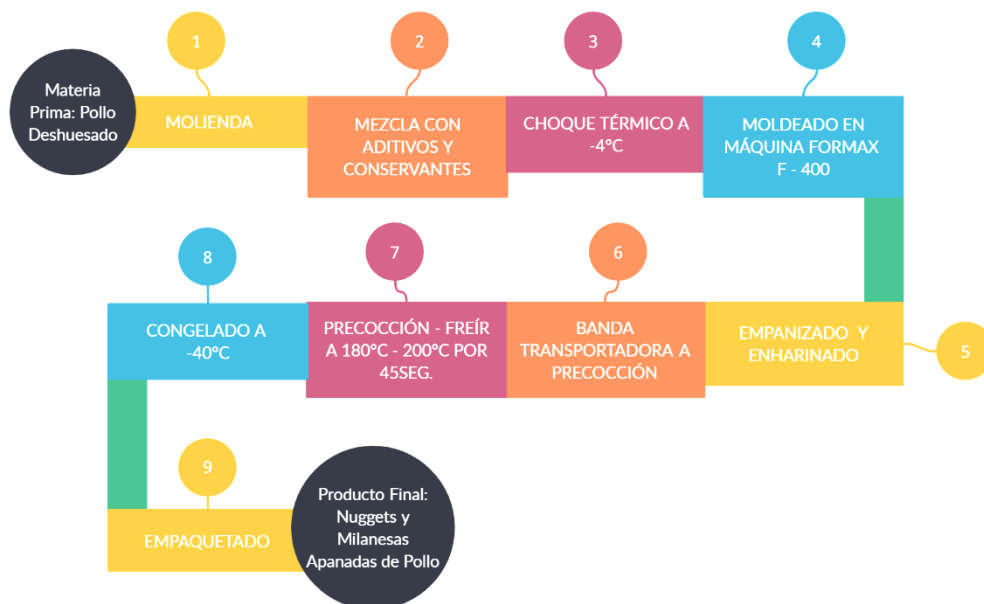 1
2
3
4
Materia
Prima: Pollo
Deshuesado
MOLIENDA
MEZCLA CON
ADITIVOS Y
CONSERVANTES
CHOQUE TÉRMICO A
-4°C
MOLDEADO EN
MÁQUINA FORMAX
F - 400
5
EMPANIZADO Y
ENHARINADO
6
BANDA
TRANSPORTADORA A
PRECOCCIÓN
7
PRECOCCIÓN - FREÍR
A 180°C - 200°C POR
45SEG.
8
CONGELADO A
-40°C
9
EMPAQUETADO
Producto Final:
Nuggets y
Milanesas
Apanadas de Pollo